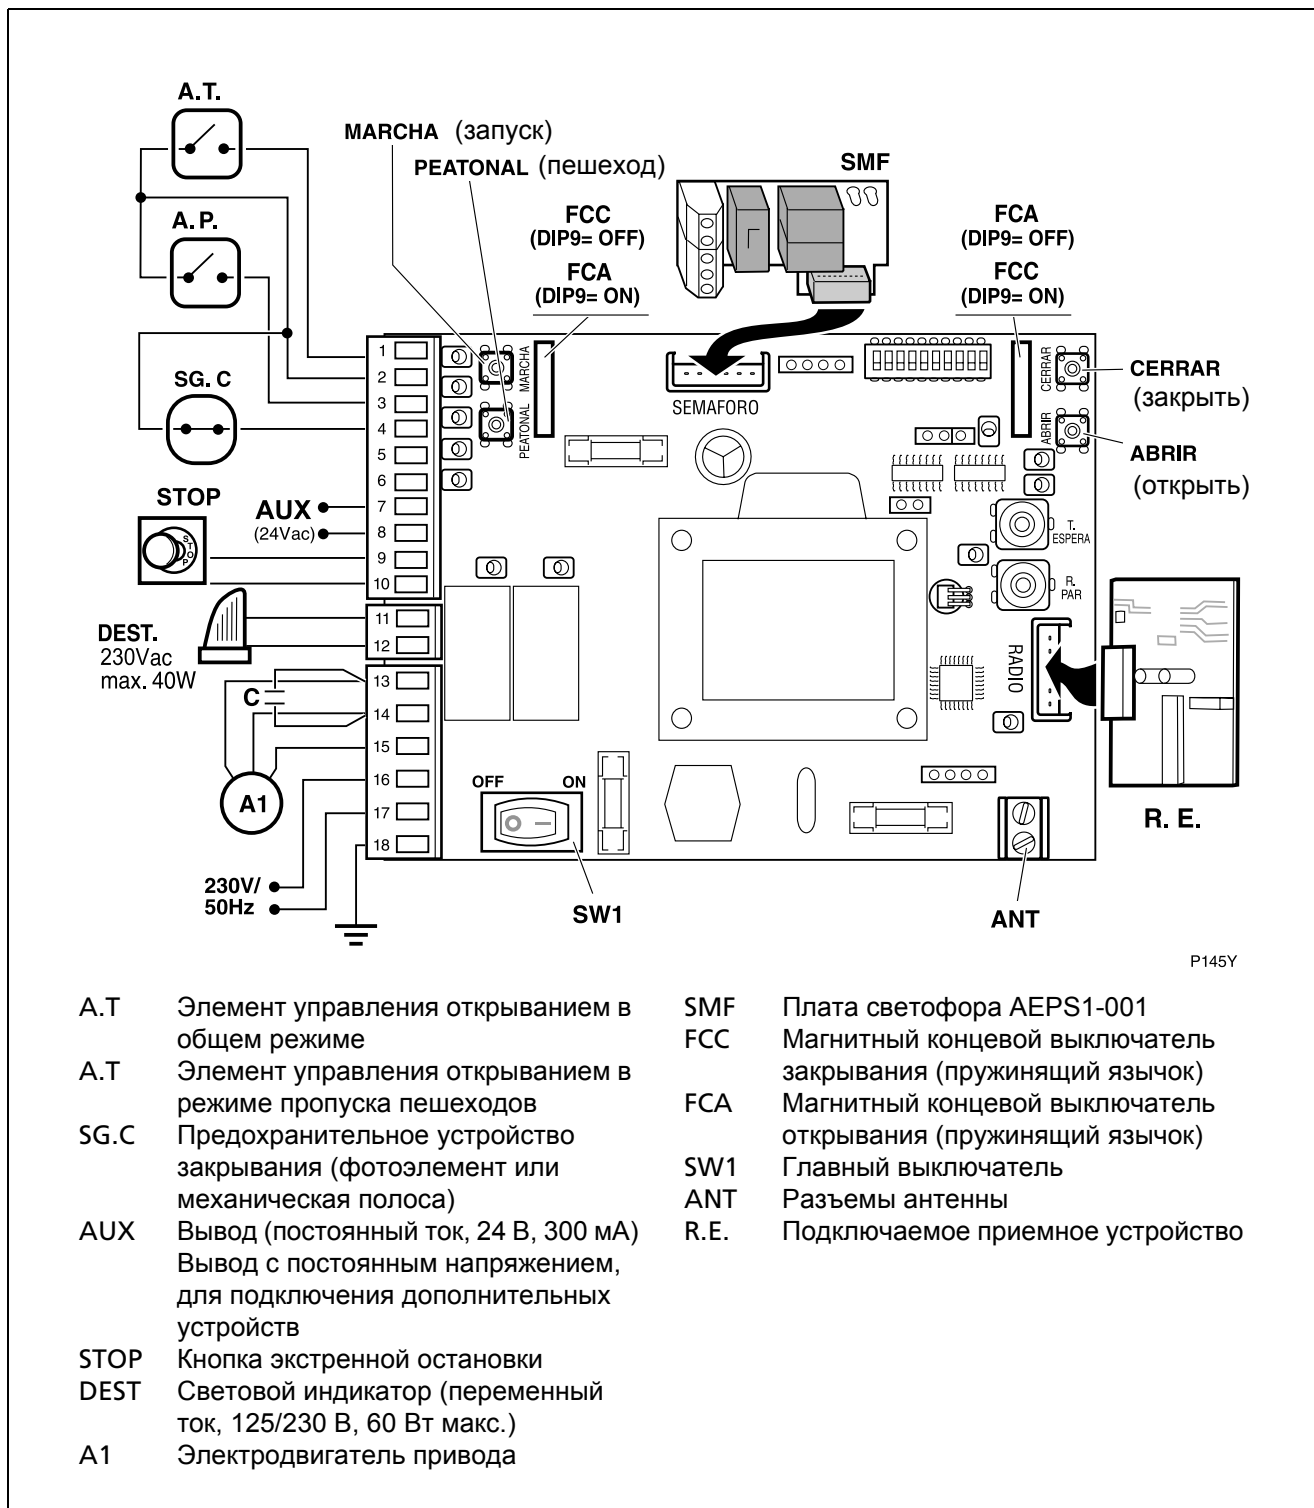 A.T.
MARCHA (запуск)
PEATONAL (пешеход)
SMF
A.P.
FCC
(DIP9= OFF)
FCA
(DIP9= ON)
FCA
(DIP9= OFF)
FCC
(DIP9= ON)
SG. C
STOP
STOP
AUX
(24Vac)
DEST.
230Vac
max. 40W
C
A1
230V/
50Hz
1
2
3
4
5
6
7
8
9
10
11
12
13
14
15
16
17
18
MARCHA
PEATONAL
SEMAFORO
CERRAR
ABRIR
CERRAR
(закрыть)
ABRIR
(открыть)
T.
ESPERA
R.
PAR
RADIO
R. E.
OFF ON
SW1
ANT
P145Y
A.T Элемент управления открыванием в
общем режиме
A.T Элемент управления открыванием в
режиме пропуска пешеходов
SG.C Предохранительное устройство
закрывания (фотоэлемент или
механическая полоса)
AUX Вывод (постоянный ток, 24 В, 300 мА)
Вывод с постоянным напряжением,
для подключения дополнительных
устройств
STOP Кнопка экстренной остановки
DEST Световой индикатор (переменный
ток, 125/230 В, 60 Вт макс.)
A1 Электродвигатель привода
SMF Плата светофора AEPS1-001
FCC Магнитный концевой выключатель
закрывания (пружинящий язычок)
FCA Магнитный концевой выключатель
открывания (пружинящий язычок)
SW1 Главный выключатель
ANT Разъемы антенны
R.E. Подключаемое приемное устройство